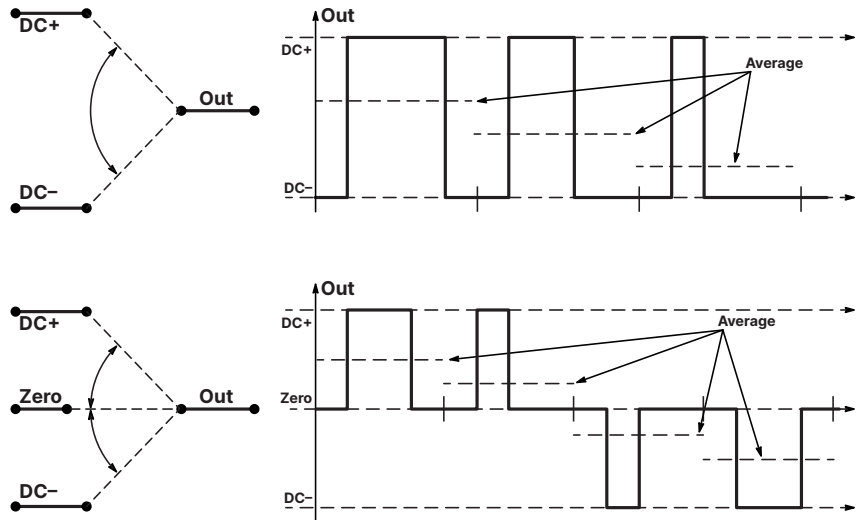 DC+
Out
DC−
Out
DC+
Average
DC−
DC+
Zero
Out
DC−
Out
DC+
Average
Zero
DC−